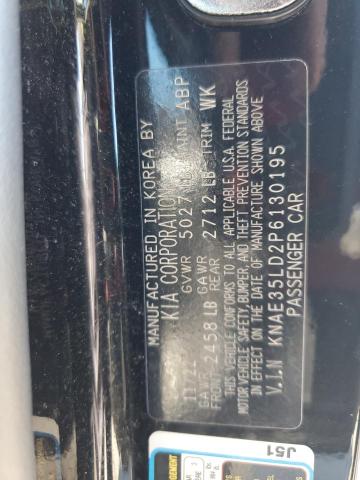 MANUFACTURED IN KOREA BY
KIA CORPORATION
11/22 GVWR 5027 LB PAINT ABP
GAWR GAWR TRIM WK
FRONT 2458 LB REAR 2712 LB
THIS VEHICLE CONFORMS TO ALL APPLICABLE U.S.A. FEDERAL
MOTOR VEHICLE SAFETY, BUMPER, AND THEFT PREVENTION STANDARDS
IN EFFECT ON THE DATE OF MANUFACTURE SHOWN ABOVE
V.I.N KNAE35LD2P6130195
PASSENGER CAR
J51